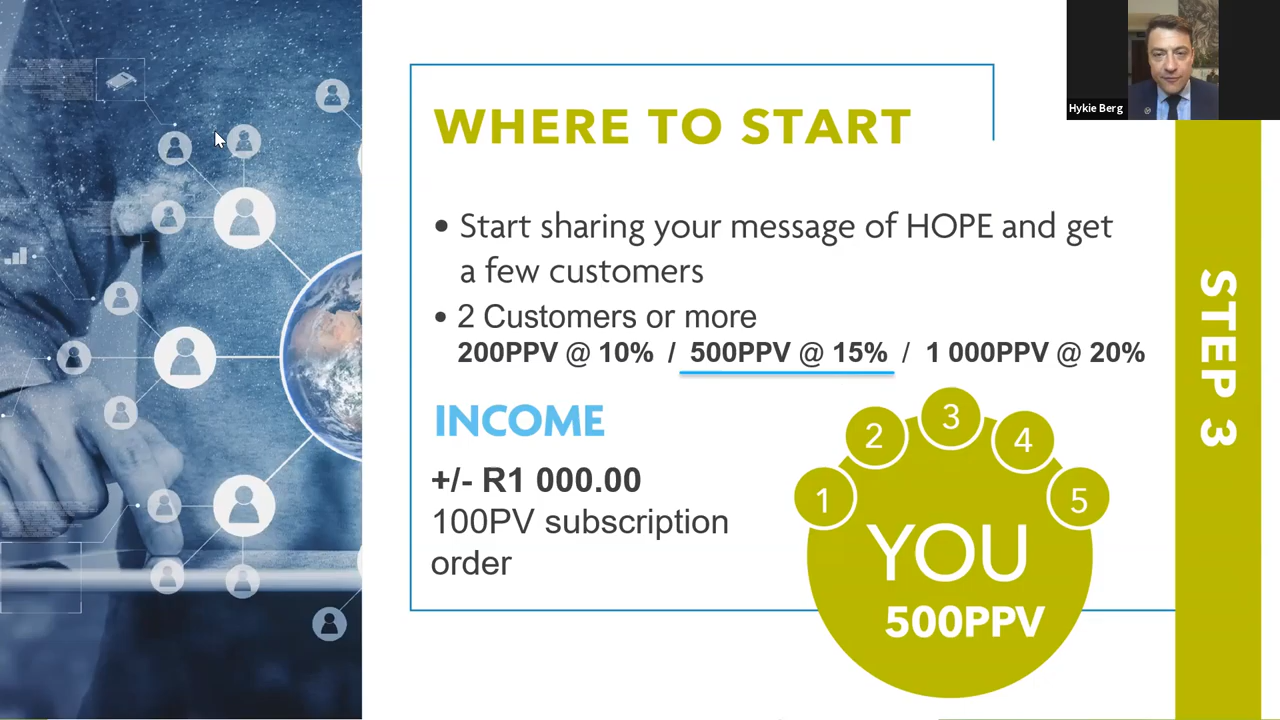 Hykie Berg
WHERE TO START
• Start sharing your message of HOPE and get
a few customers
• 2 Customers or more
200PPV @ 10% / 500PPV @ 15% / 1 000PPV @ 20%
INCOME
+/- R1 000.00
100PV subscription
order
1
2
3
4
5
YOU
500PPV
STEP 3